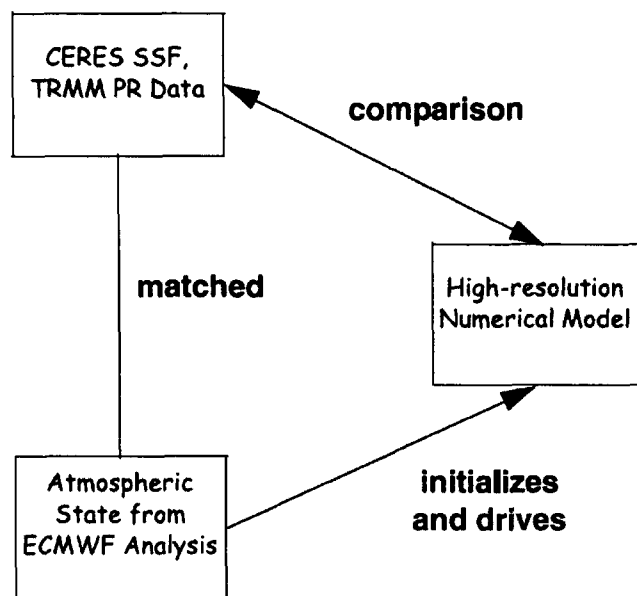 CERES SSF,
TRMM PR Data
comparison
matched
High-resolution
Numerical Model
Atmospheric
State from
ECMWF Analysis
initializes
and drives